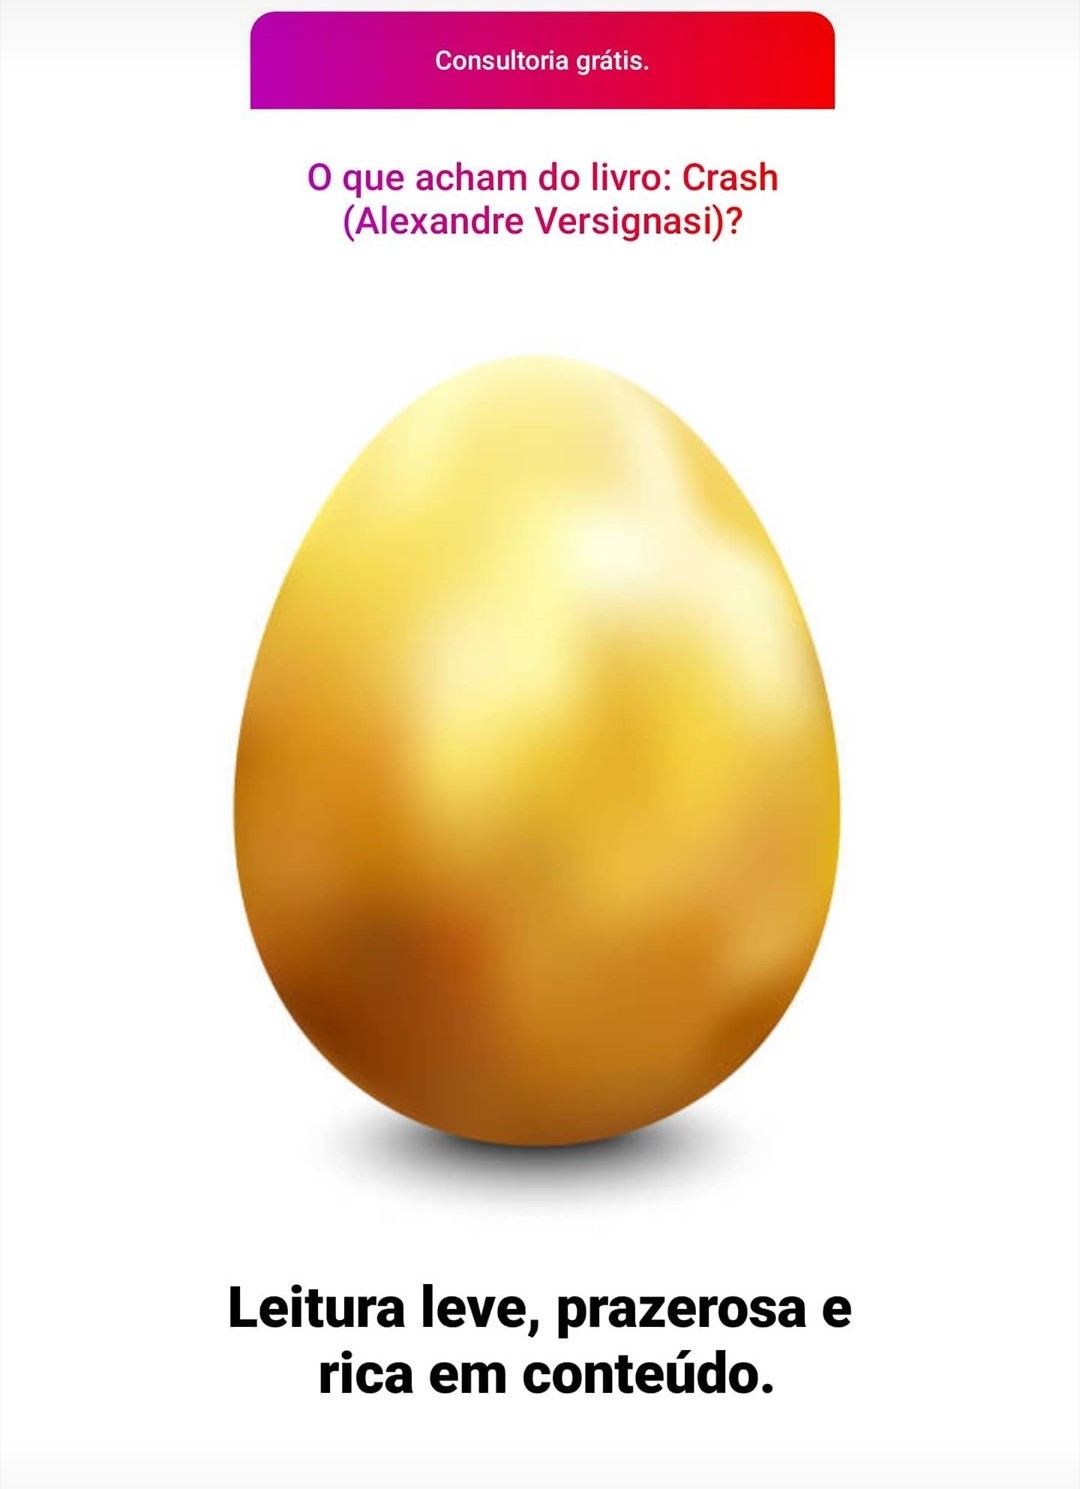 Consultoria grátis.
O que acham do livro: Crash
(Alexandre Versignasi)?
Leitura leve, prazerosa e
rica em conteúdo.